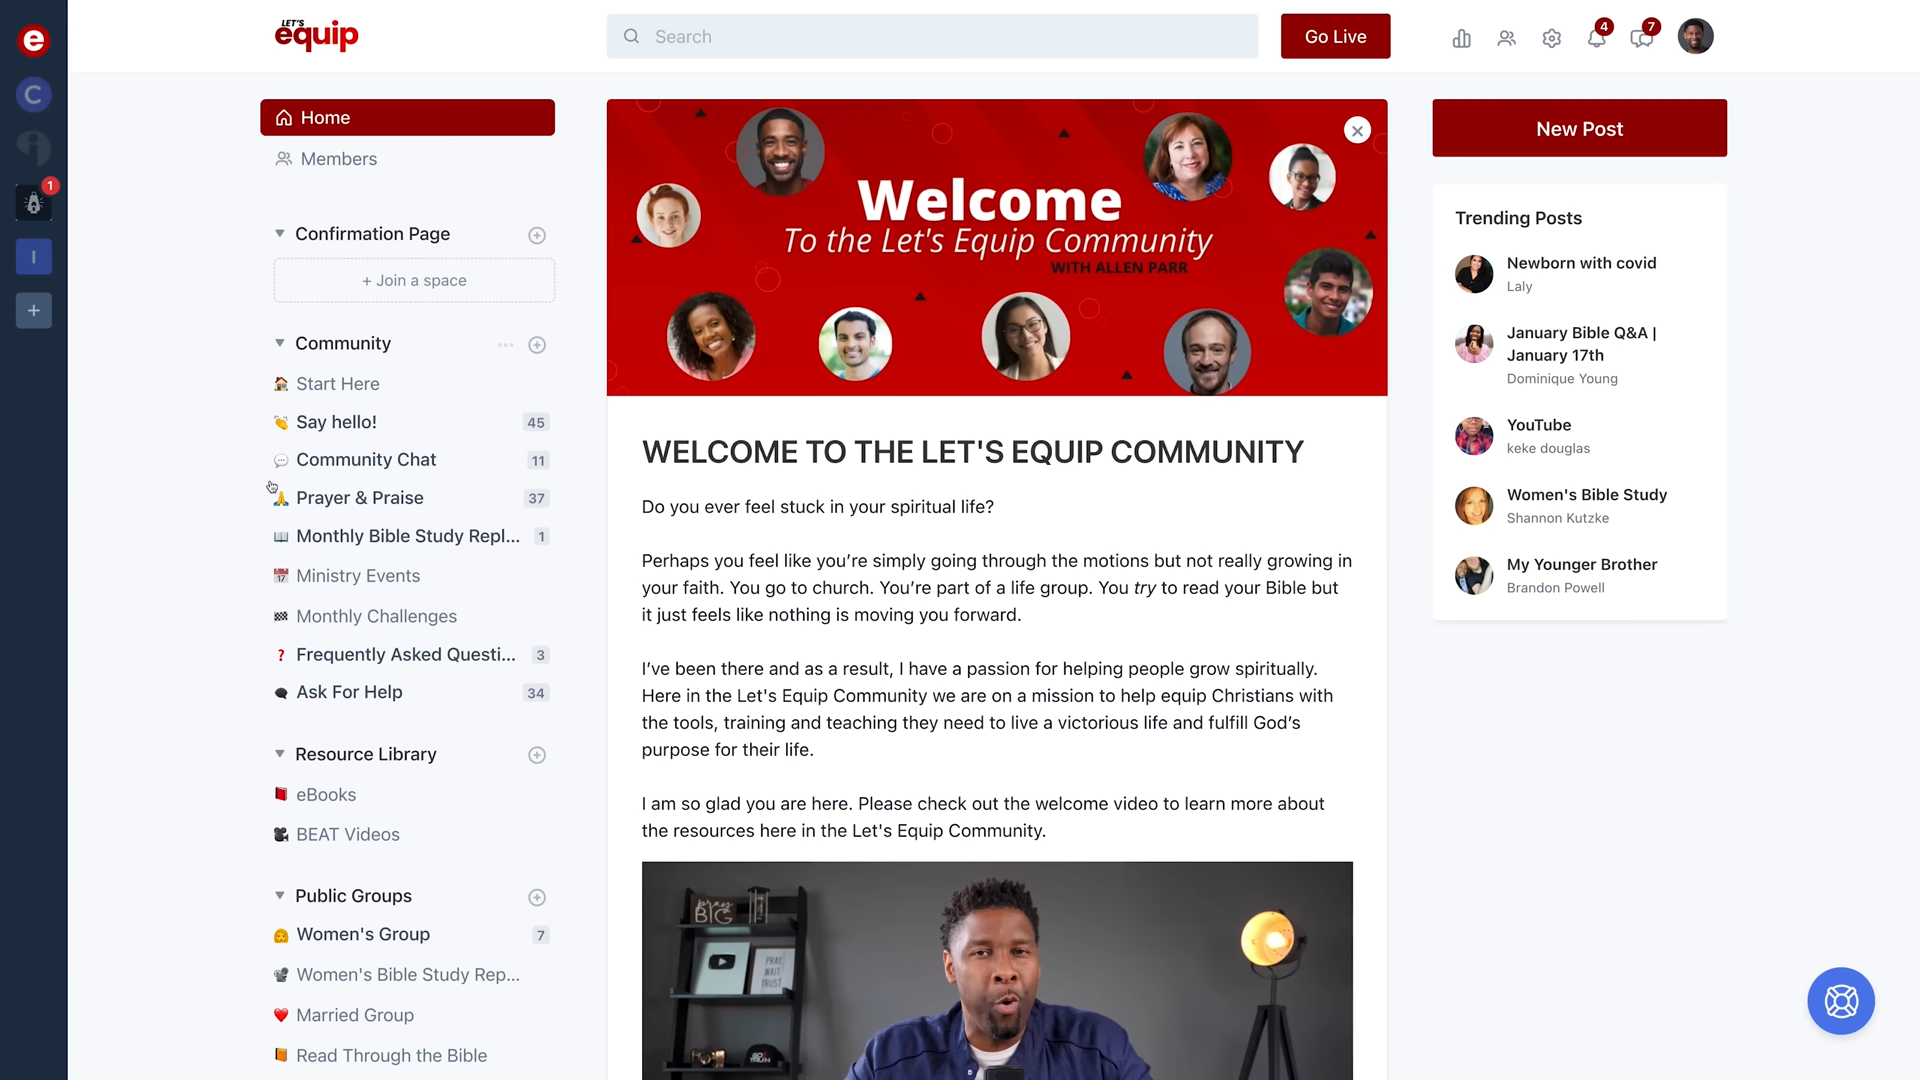 e
LET'S
equip
Search
Go Live
4
7
C
1
I
+
Home
Members
Confirmation Page
+ Join a space
Community
Start Here
Say hello! 45
Community Chat 11
Prayer & Praise 37
Monthly Bible Study Repl... 1
Ministry Events
Monthly Challenges
Frequently Asked Questi... 3
Ask For Help 34
Resource Library
eBooks
BEAT Videos
Public Groups
Women's Group 7
Women's Bible Study Rep...
Married Group
Read Through the Bible
Welcome
To the Let's Equip Community
WITH ALLEN PARR
WELCOME TO THE LET'S EQUIP COMMUNITY
Do you ever feel stuck in your spiritual life?
Perhaps you feel like you’re simply going through the motions but not really growing in
your faith. You go to church. You’re part of a life group. You try to read your Bible but
it just feels like nothing is moving you forward.
I’ve been there and as a result, I have a passion for helping people grow spiritually.
Here in the Let's Equip Community we are on a mission to help equip Christians with
the tools, training and teaching they need to live a victorious life and fulfill God’s
purpose for their life.
I am so glad you are here. Please check out the welcome video to learn more about
the resources here in the Let's Equip Community.
pray
BIG
PRAY
WAIT
TRUST
New Post
Trending Posts
Newborn with covid
Laly
January Bible Q&A |
January 17th
Dominique Young
YouTube
keke douglas
Women's Bible Study
Shannon Kutzke
My Younger Brother
Brandon Powell